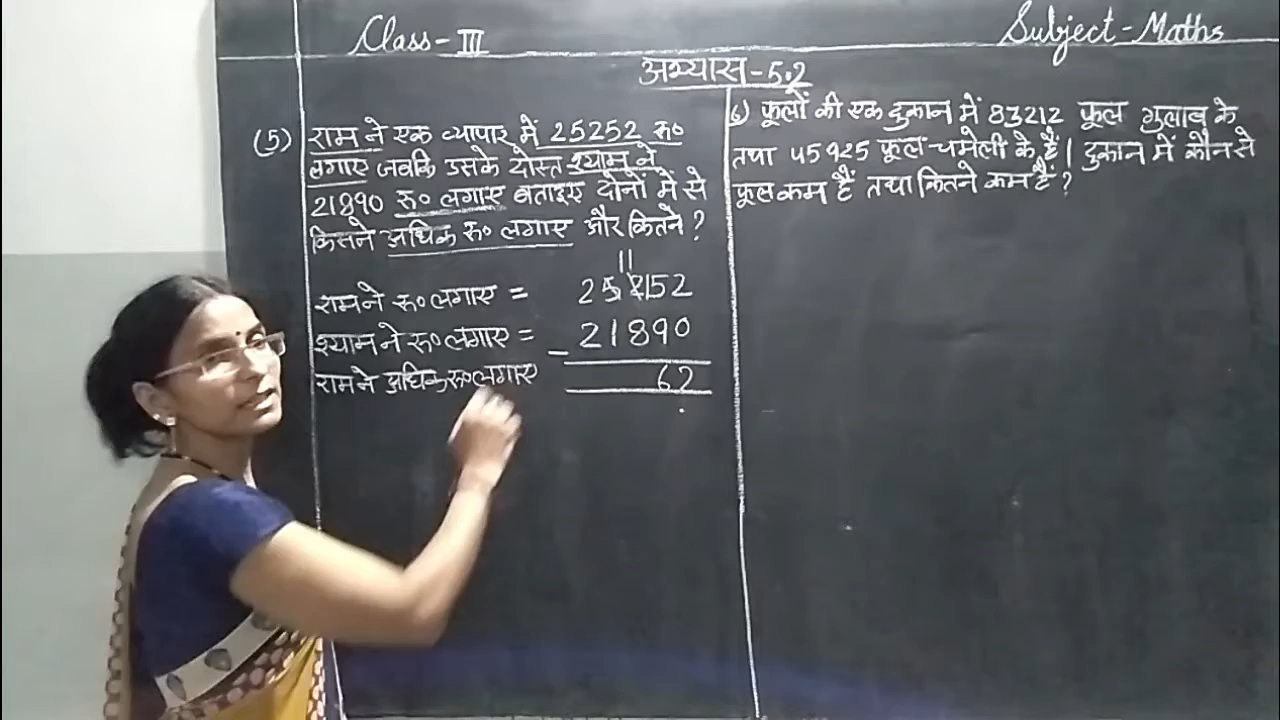 Class-III
Subject-Maths
अभ्यास-5.2
(5) राम ने एक व्यापार में 25252 रु०
लगाए जबकि उसके दोस्त श्याम ने
21890 रु० लगाए बताइए दोनों में से
किसने अधिक रु० लगाए और कितने?
राम ने रु० लगाए = 25252
श्याम ने रु० लगाए = - 21890
राम ने अधिक रु० लगाए 62
6) फूलों की एक दुकान में 83212 फूल गुलाब के
तथा 45925 फूल चमेली के हैं। दुकान में कौन से
फूल कम हैं तथा कितने कम हैं?